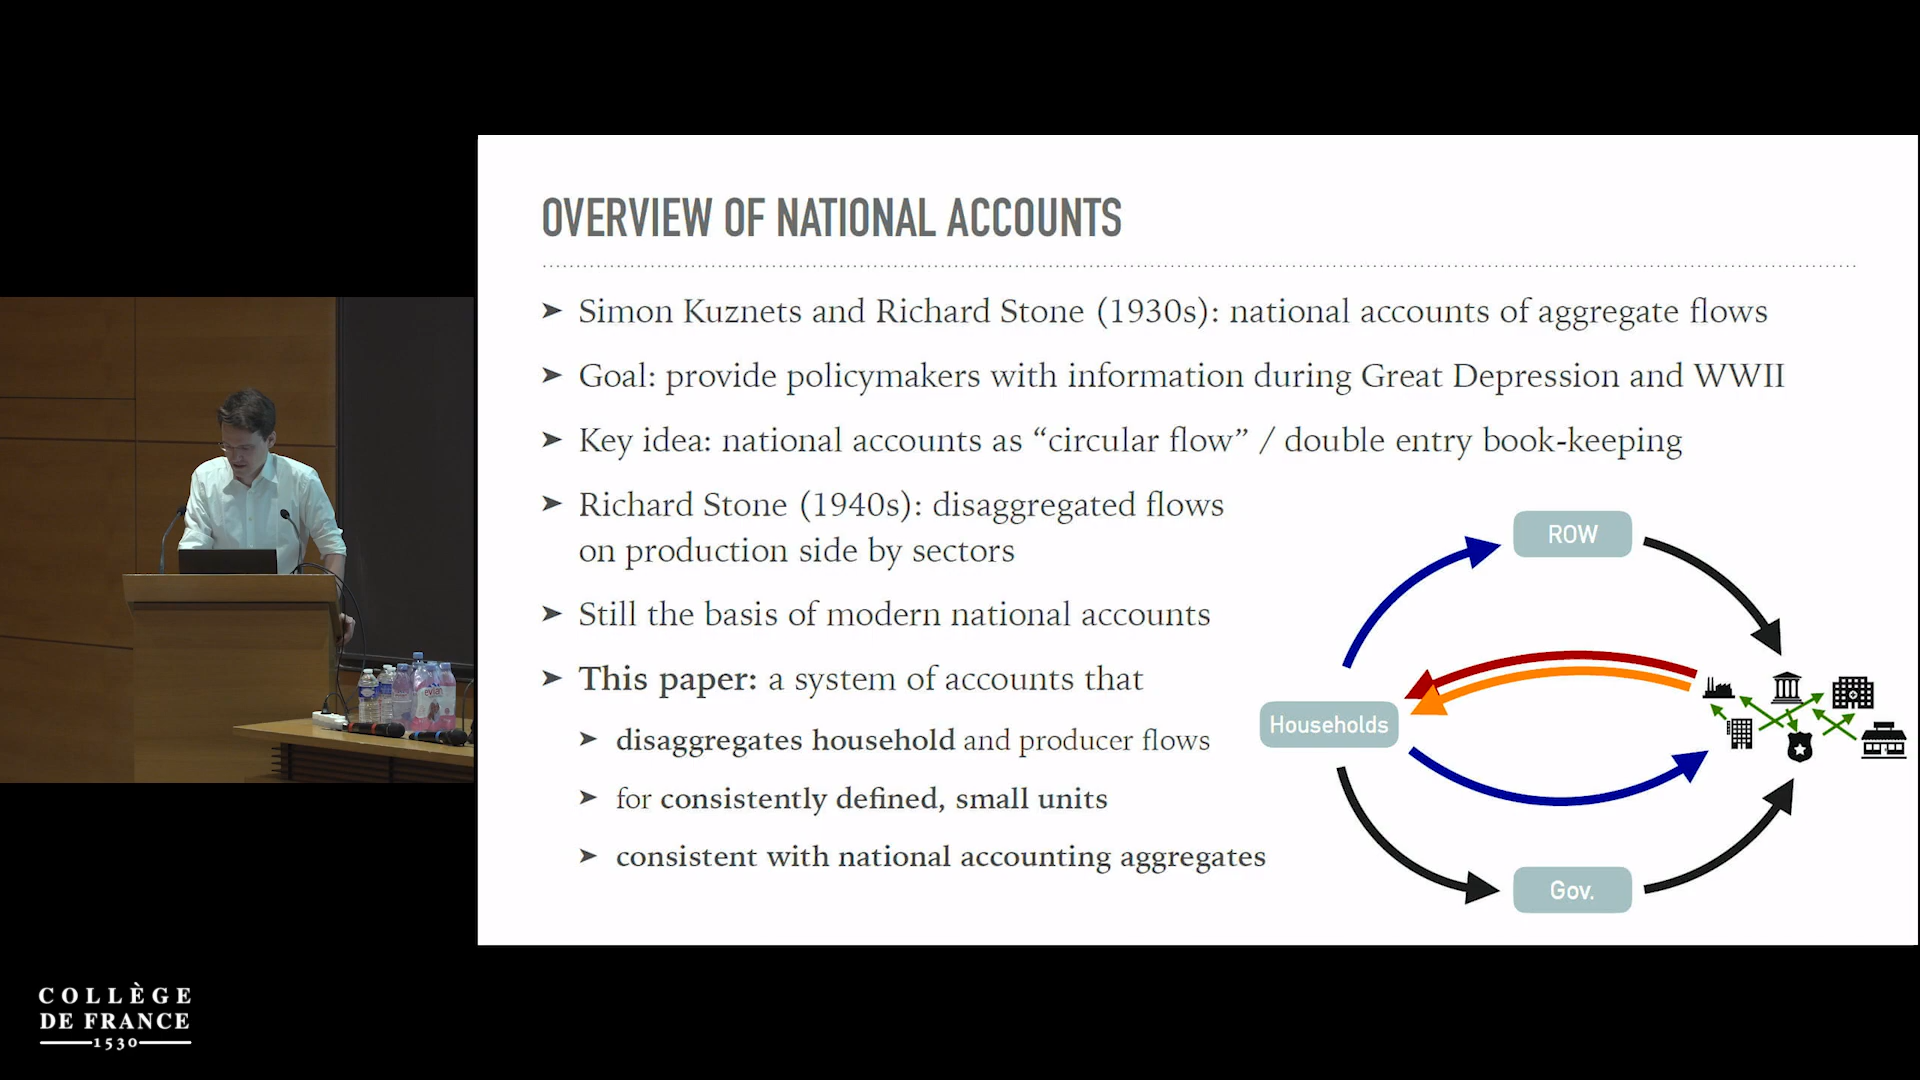 OVERVIEW OF NATIONAL ACCOUNTS
➤ Simon Kuznets and Richard Stone (1930s): national accounts of aggregate flows
➤ Goal: provide policymakers with information during Great Depression and WWII
➤ Key idea: national accounts as “circular flow” / double entry book-keeping
➤ Richard Stone (1940s): disaggregated flows
on production side by sectors
➤ Still the basis of modern national accounts
➤ This paper: a system of accounts that
➤ disaggregates household and producer flows
➤ for consistently defined, small units
➤ consistent with national accounting aggregates
ROW
Households
Gov.
evian
COLLÈGE
DE FRANCE
1530